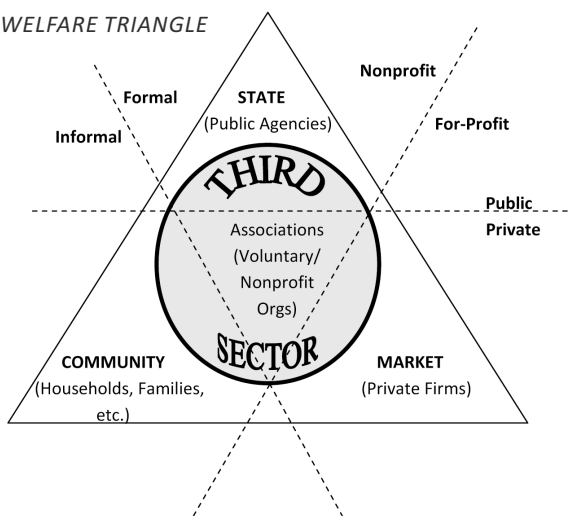 WELFARE TRIANGLE
Nonprofit
Formal
STATE
(Public Agencies)
For-Profit
Informal
THIRD
Public
Private
Associations
(Voluntary/
Nonprofit
Orgs)
SECTOR
COMMUNITY
(Households, Families,
etc.)
MARKET
(Private Firms)